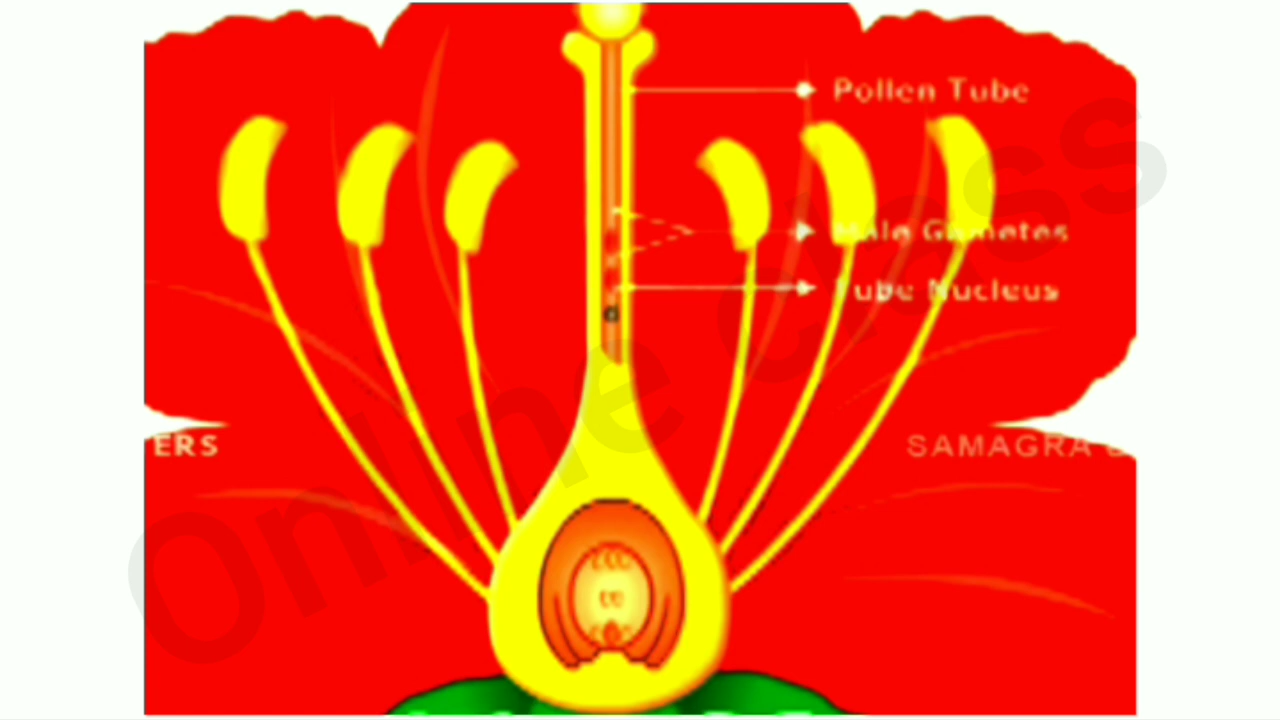 Pollen Tube
Male Gametes
Tube Nucleus
ERS
SAMAGRA
Online Class